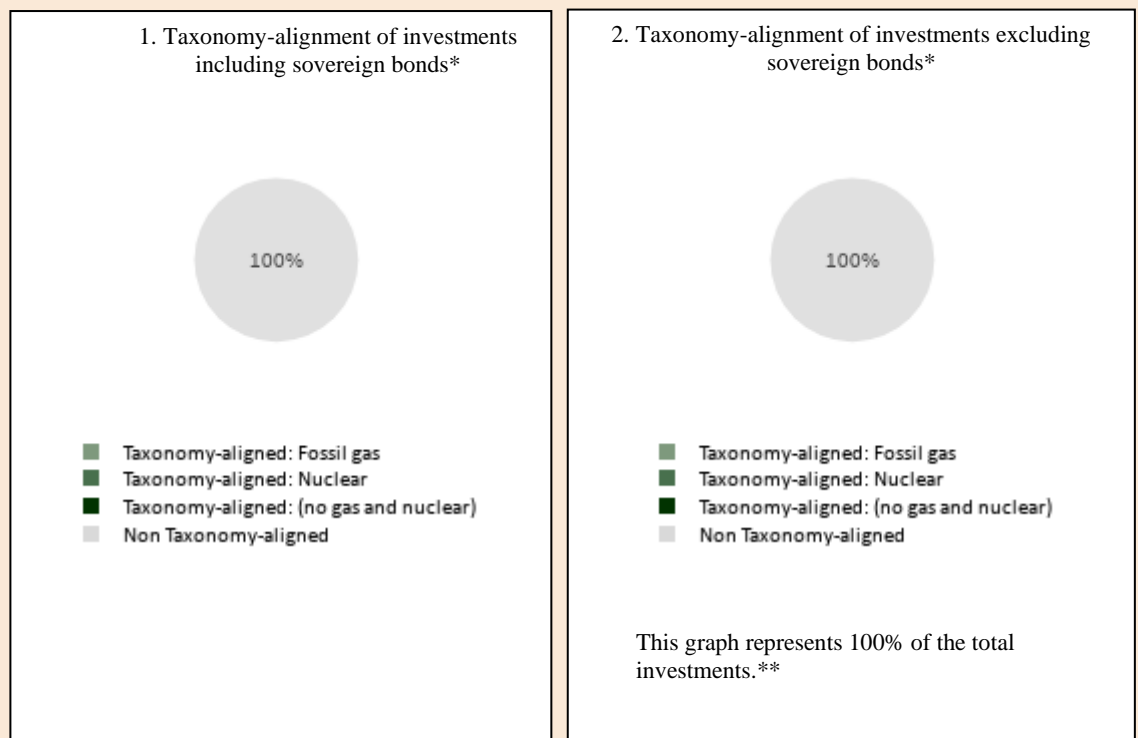 1. Taxonomy-alignment of investments
including sovereign bonds*
100%
Taxonomy-aligned: Fossil gas
Taxonomy-aligned: Nuclear
Taxonomy-aligned: (no gas and nuclear)
Non Taxonomy-aligned
2. Taxonomy-alignment of investments excluding
sovereign bonds*
100%
Taxonomy-aligned: Fossil gas
Taxonomy-aligned: Nuclear
Taxonomy-aligned: (no gas and nuclear)
Non Taxonomy-aligned
This graph represents 100% of the total
investments.**